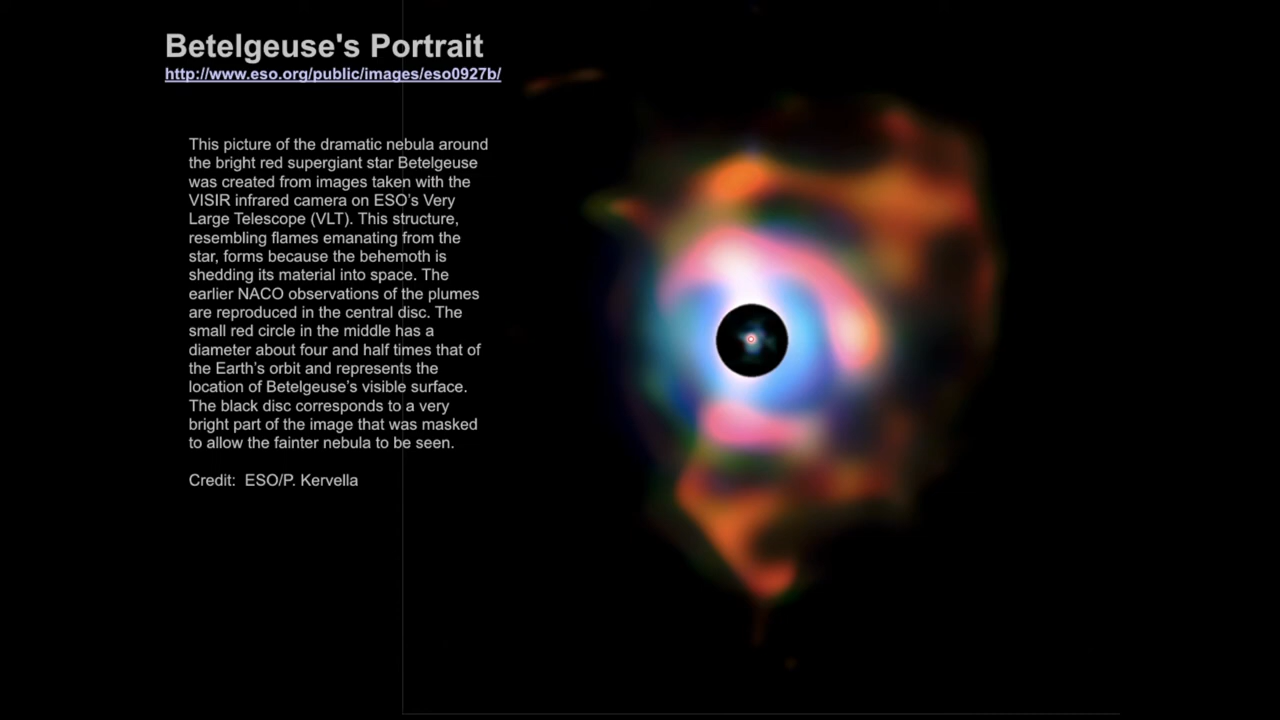 Betelgeuse's Portrait
http://www.eso.org/public/images/eso0927b/
This picture of the dramatic nebula around
the bright red supergiant star Betelgeuse
was created from images taken with the
VISIR infrared camera on ESO’s Very
Large Telescope (VLT). This structure,
resembling flames emanating from the
star, forms because the behemoth is
shedding its material into space. The
earlier NACO observations of the plumes
are reproduced in the central disc. The
small red circle in the middle has a
diameter about four and half times that of
the Earth’s orbit and represents the
location of Betelgeuse’s visible surface.
The black disc corresponds to a very
bright part of the image that was masked
to allow the fainter nebula to be seen.
Credit:  ESO/P. Kervella